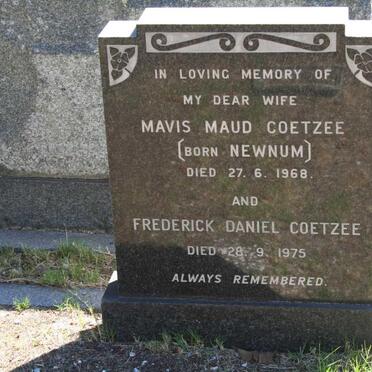 IN LOVING MEMORY OF
MY DEAR WIFE
MAVIS MAUD COETZEE
(BORN NEWNUM)
DIED 27. 6. 1968.
AND
FREDERICK DANIEL COETZEE
DIED 28. 9. 1975
ALWAYS REMEMBERED.